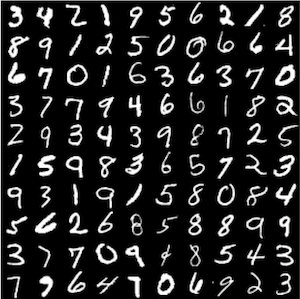 3 4 2 1 9 5 6 2 1 8
8 9 1 2 5 0 0 6 6 4
6 7 0 1 6 3 6 3 7 0
3 7 7 9 4 6 6 1 8 2
2 9 3 4 3 9 8 7 2 5
1 5 9 8 3 6 5 7 2 3
9 3 1 9 1 5 8 0 8 4
5 6 2 6 8 5 8 8 9 9
3 7 7 0 9 4 8 5 4 3
7 9 6 4 7 0 6 9 2 3